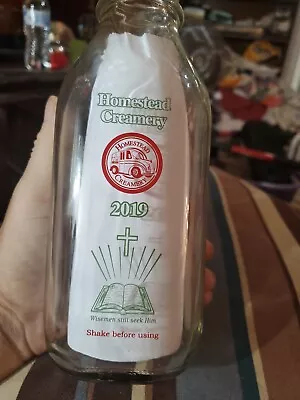 Homestead
Creamery
HOMESTEAD
CREAMERY
2019
Wisemen still seek Him
Shake before using